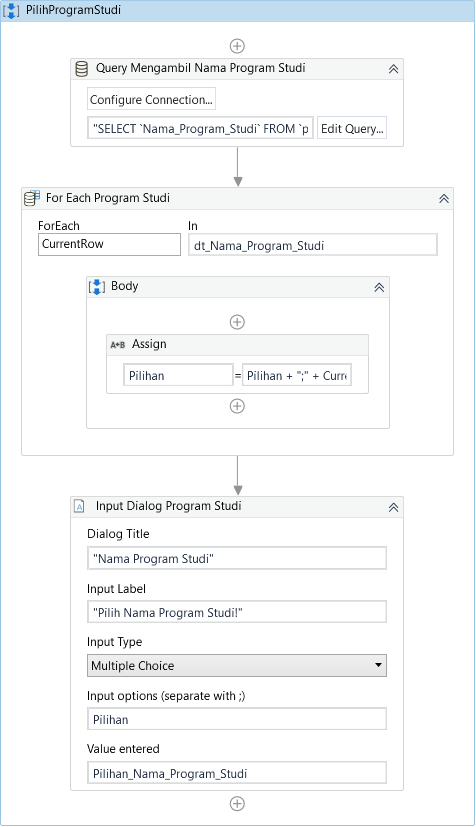 PilihProgramStudi
Query Mengambil Nama Program Studi
Configure Connection...
"SELECT `Nama_Program_Studi` FROM `p
Edit Query...
For Each Program Studi
ForEach
In
CurrentRow
dt_Nama_Program_Studi
Body
A+B Assign
Pilihan = Pilihan + ";" + Curre
Input Dialog Program Studi
Dialog Title
"Nama Program Studi"
Input Label
"Pilih Nama Program Studi!"
Input Type
Multiple Choice
Input options (separate with ;)
Pilihan
Value entered
Pilihan_Nama_Program_Studi